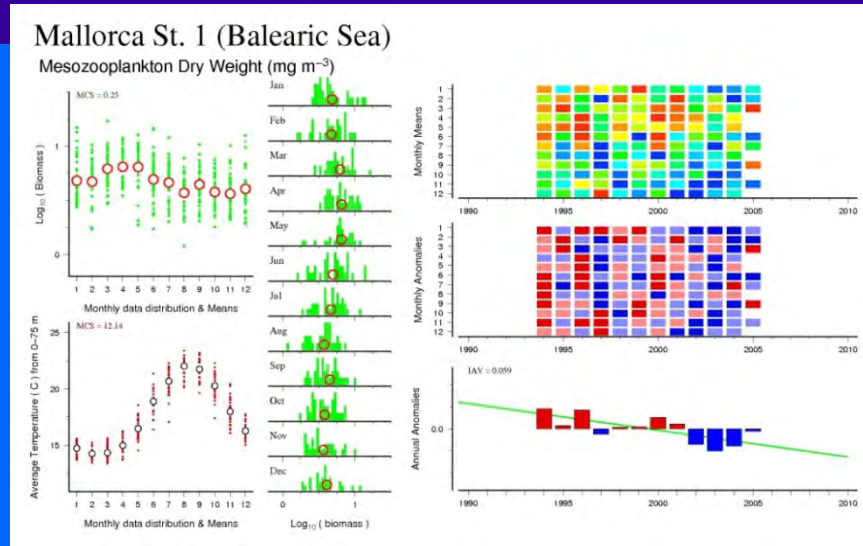 Mallorca St. 1 (Balearic Sea)
Mesozooplankton Dry Weight (mg m⁻³)
MCS = 0.25
Log₁₀ ( Biomass )
1
0
1 2 3 4 5 6 7 8 9 10 11 12
Monthly data distribution & Means
MCS = 12.14
Average Temperature ( C ) from 0–75 m
25
20
15
1 2 3 4 5 6 7 8 9 10 11 12
Monthly data distribution & Means
Jan
Feb
Mar
Apr
May
Jun
Jul
Aug
Sep
Oct
Nov
Dec
0 1
Log₁₀ ( biomass )
Monthly Means
1
2
3
4
5
6
7
8
9
10
11
12
1990 1995 2000 2005 2010
Monthly Anomalies
1
2
3
4
5
6
7
8
9
10
11
12
1990 1995 2000 2005 2010
IAV = 0.059
Annual Anomalies
0.0
1990 1995 2000 2005 2010